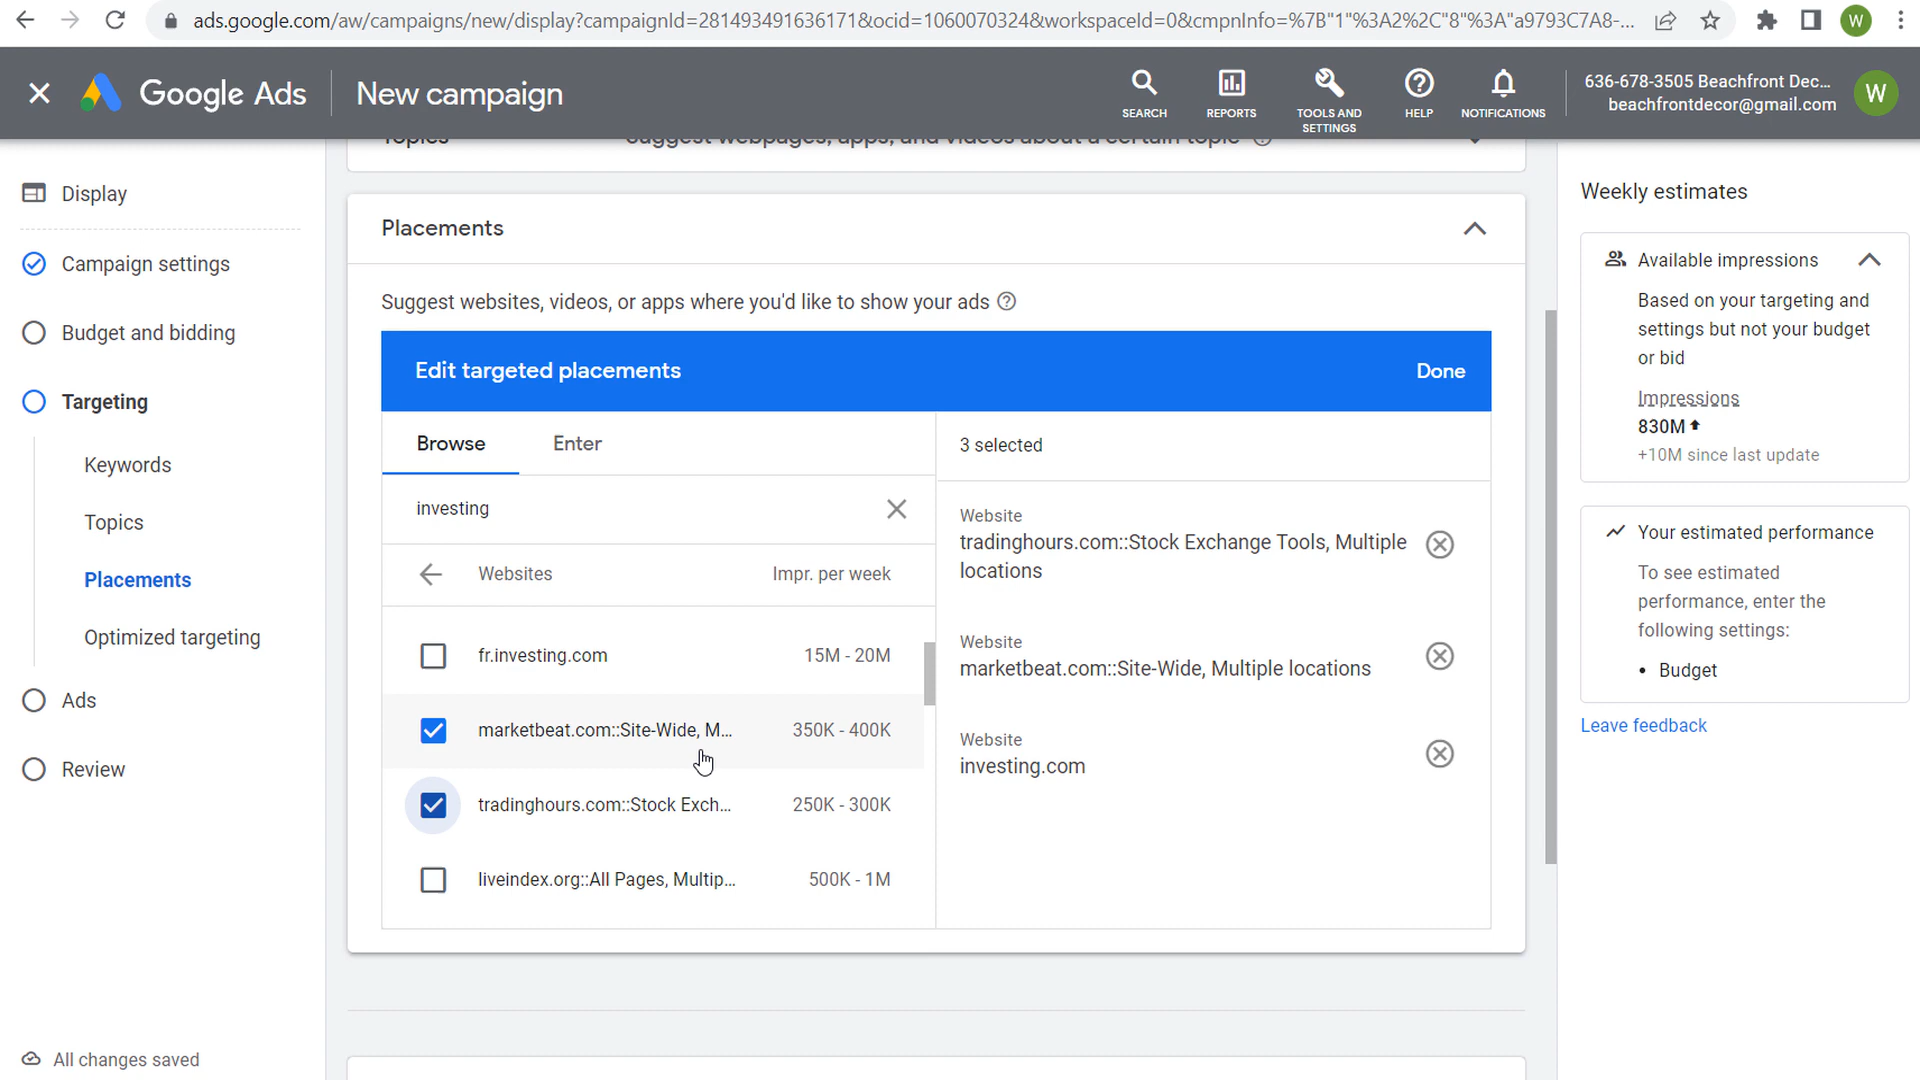 ads.google.com/aw/campaigns/new/display?campaignId=281493491636171&ocid=1060070324&workspaceId=0&cmpnInfo=%7B"1"%3A2%2C"8"%3A"a9793C7A8-...
W
Google Ads
New campaign
SEARCH
REPORTS
TOOLS AND
SETTINGS
HELP
NOTIFICATIONS
636-678-3505 Beachfront Dec...
beachfrontdecor@gmail.com
W
Topics
Suggest webpages, apps, and videos about a certain topic
Display
Campaign settings
Budget and bidding
Targeting
Keywords
Topics
Placements
Optimized targeting
Ads
Review
All changes saved
Placements
Suggest websites, videos, or apps where you'd like to show your ads
Edit targeted placements
Done
Browse
Enter
3 selected
investing
Websites
Impr. per week
fr.investing.com
15M - 20M
marketbeat.com::Site-Wide, M...
350K - 400K
tradinghours.com::Stock Exch...
250K - 300K
liveindex.org::All Pages, Multip...
500K - 1M
Website
tradinghours.com::Stock Exchange Tools, Multiple
locations
Website
marketbeat.com::Site-Wide, Multiple locations
Website
investing.com
Weekly estimates
Available impressions
Based on your targeting and
settings but not your budget
or bid
Impressions
830M
+10M since last update
Your estimated performance
To see estimated
performance, enter the
following settings:
• Budget
Leave feedback